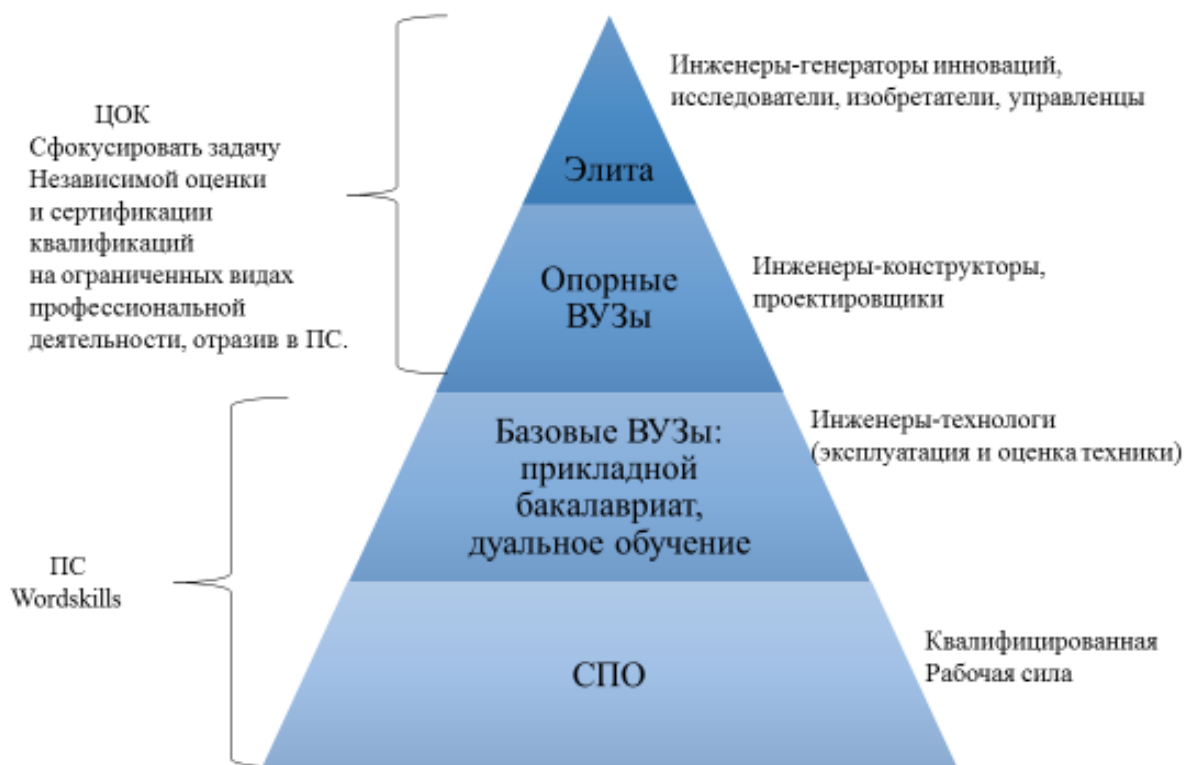 Инженеры-генераторы инноваций,
исследователи, изобретатели, управленцы
ЦОК
Сфокусировать задачу
Независимой оценки
и сертификации
квалификаций
на ограниченных видах
профессиональной
деятельности, отразив в ПС.
Элита
Опорные
ВУЗы
Инженеры-конструкторы,
проектировщики
Базовые ВУЗы:
прикладной
бакалавриат,
дуальное обучение
Инженеры-технологи
(эксплуатация и оценка техники)
ПС
Wordskills
СПО
Квалифицированная
Рабочая сила